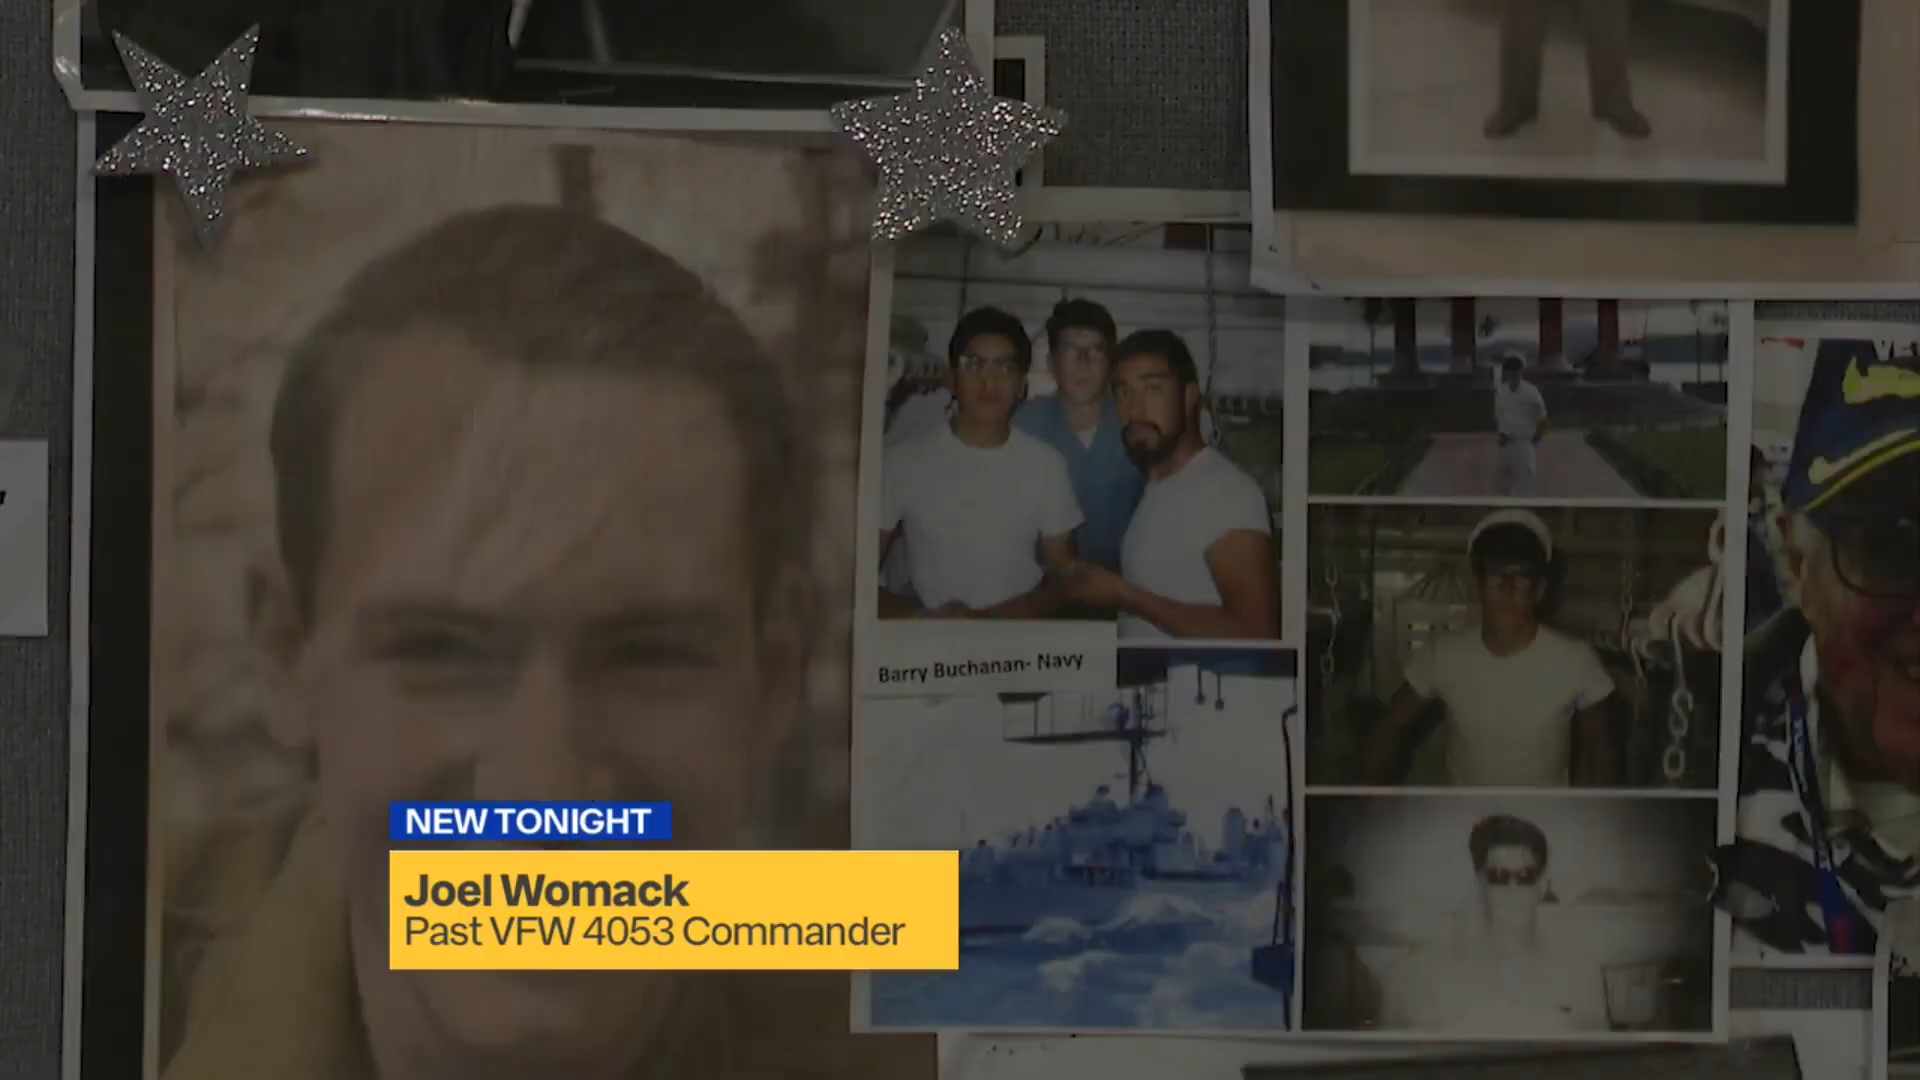 Barry Buchanan- Navy
NEW TONIGHT
Joel Womack
Past VFW 4053 Commander